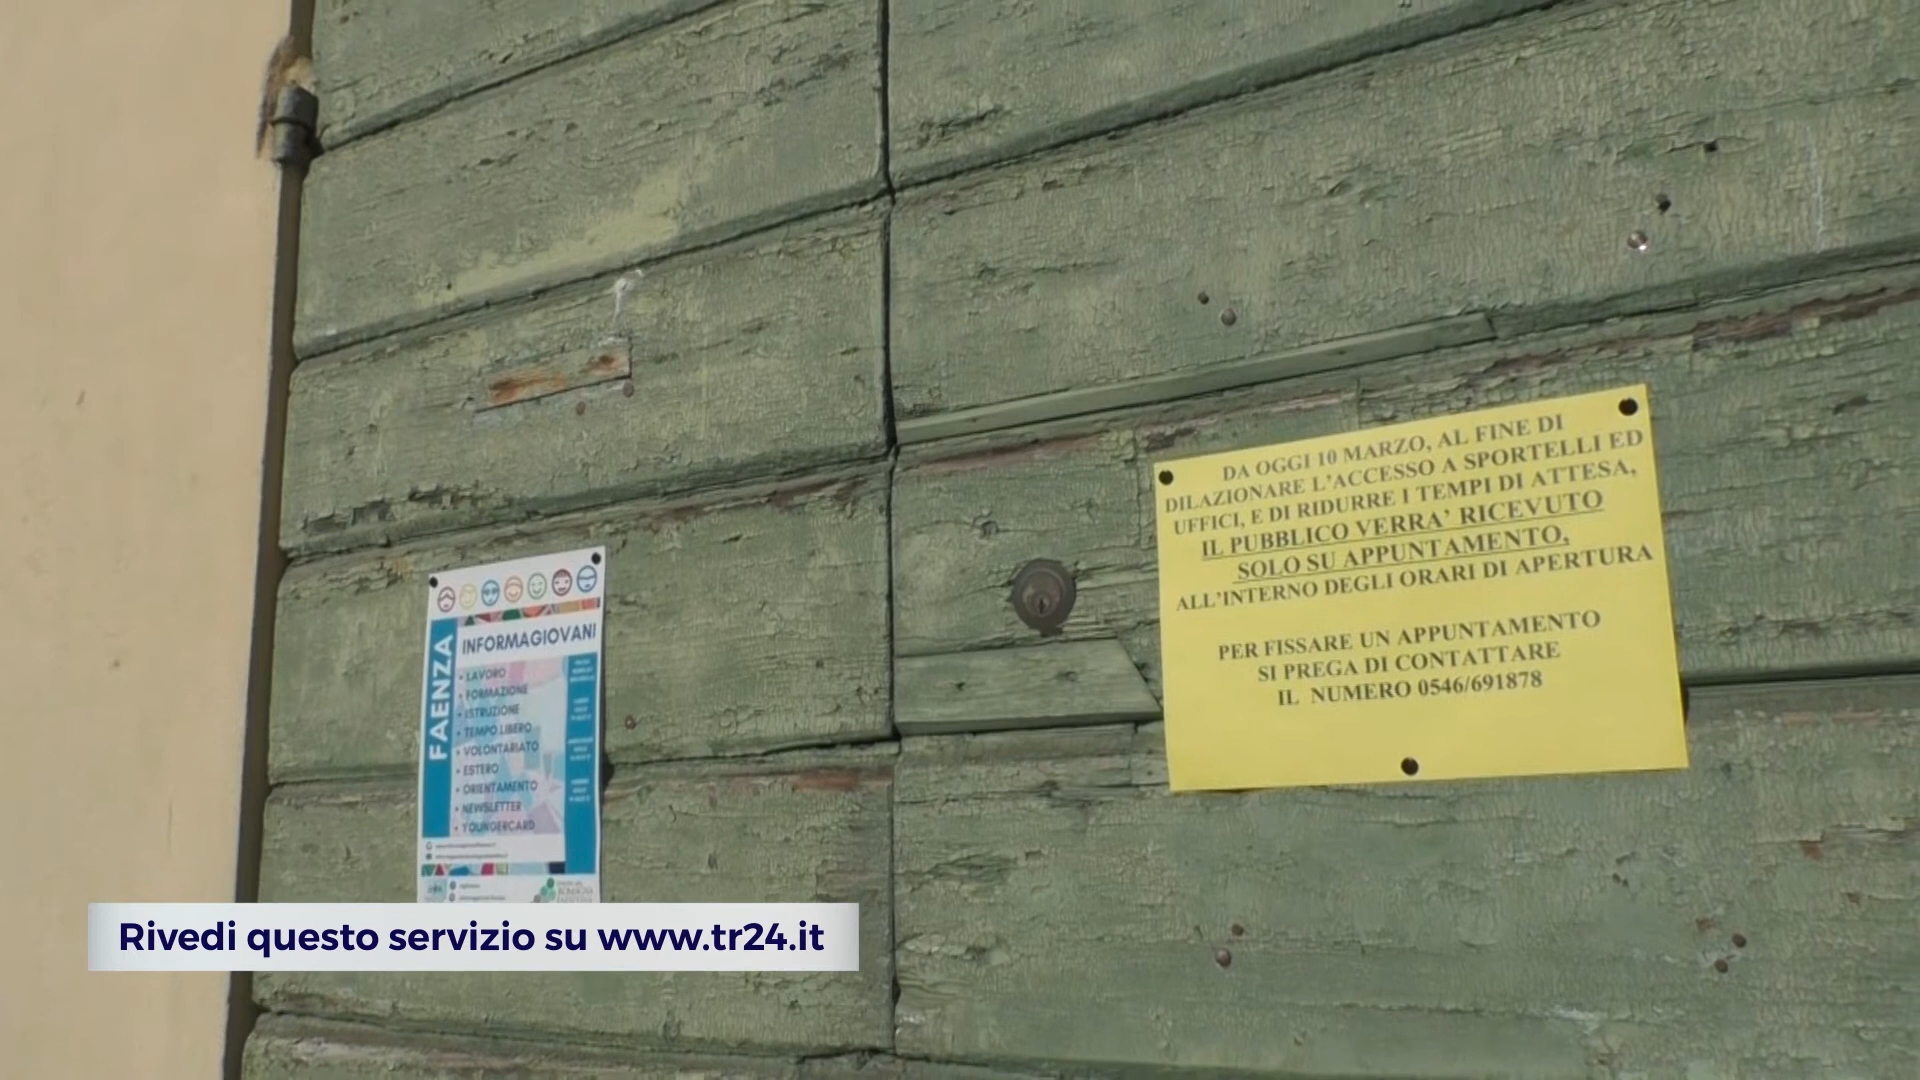 DA OGGI 10 MARZO, AL FINE DI
DILAZIONARE L'ACCESSO A SPORTELLI ED
UFFICI, E DI RIDURRE I TEMPI DI ATTESA,
IL PUBBLICO VERRA' RICEVUTO
SOLO SU APPUNTAMENTO,
ALL'INTERNO DEGLI ORARI DI APERTURA
PER FISSARE UN APPUNTAMENTO
SI PREGA DI CONTATTARE
IL NUMERO 0546/691878
FAENZA
INFORMAGIOVANI
• LAVORO
• FORMAZIONE
• ISTRUZIONE
• TEMPO LIBERO
• VOLONTARIATO
• ESTERO
• ORIENTAMENTO
• NEWSLETTER
• YOUNGERCARD
Rivedi questo servizio su www.tr24.it